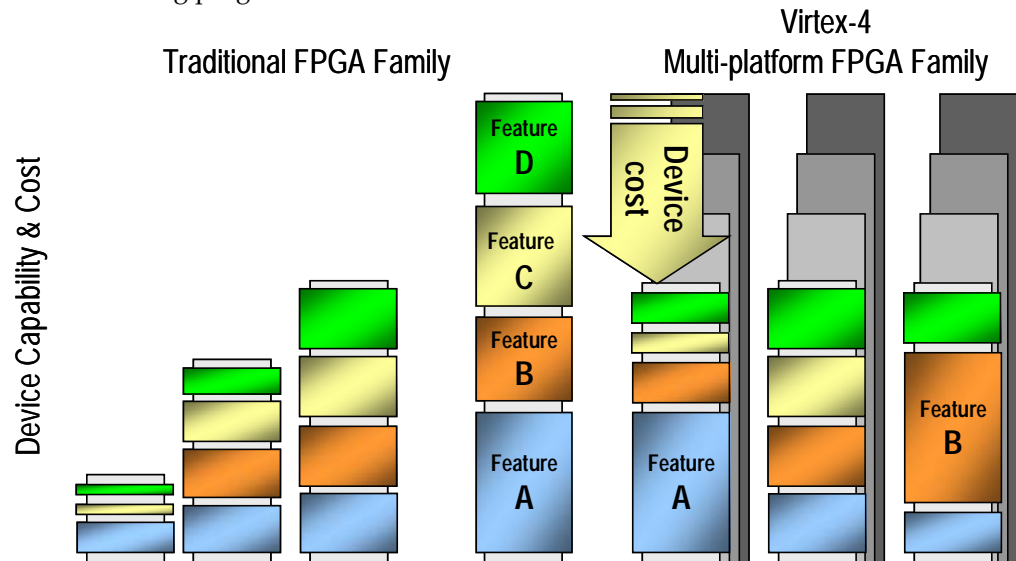 Virtex-4
Traditional FPGA Family
Multi-platform FPGA Family
Device Capability & Cost
Feature
D
Feature
C
Feature
B
Feature
A
Device
cost
Feature
A
Feature
B